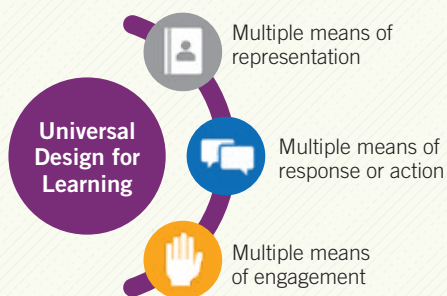 Universal
Design for
Learning
Multiple means of
representation
Multiple means of
response or action
Multiple means
of engagement